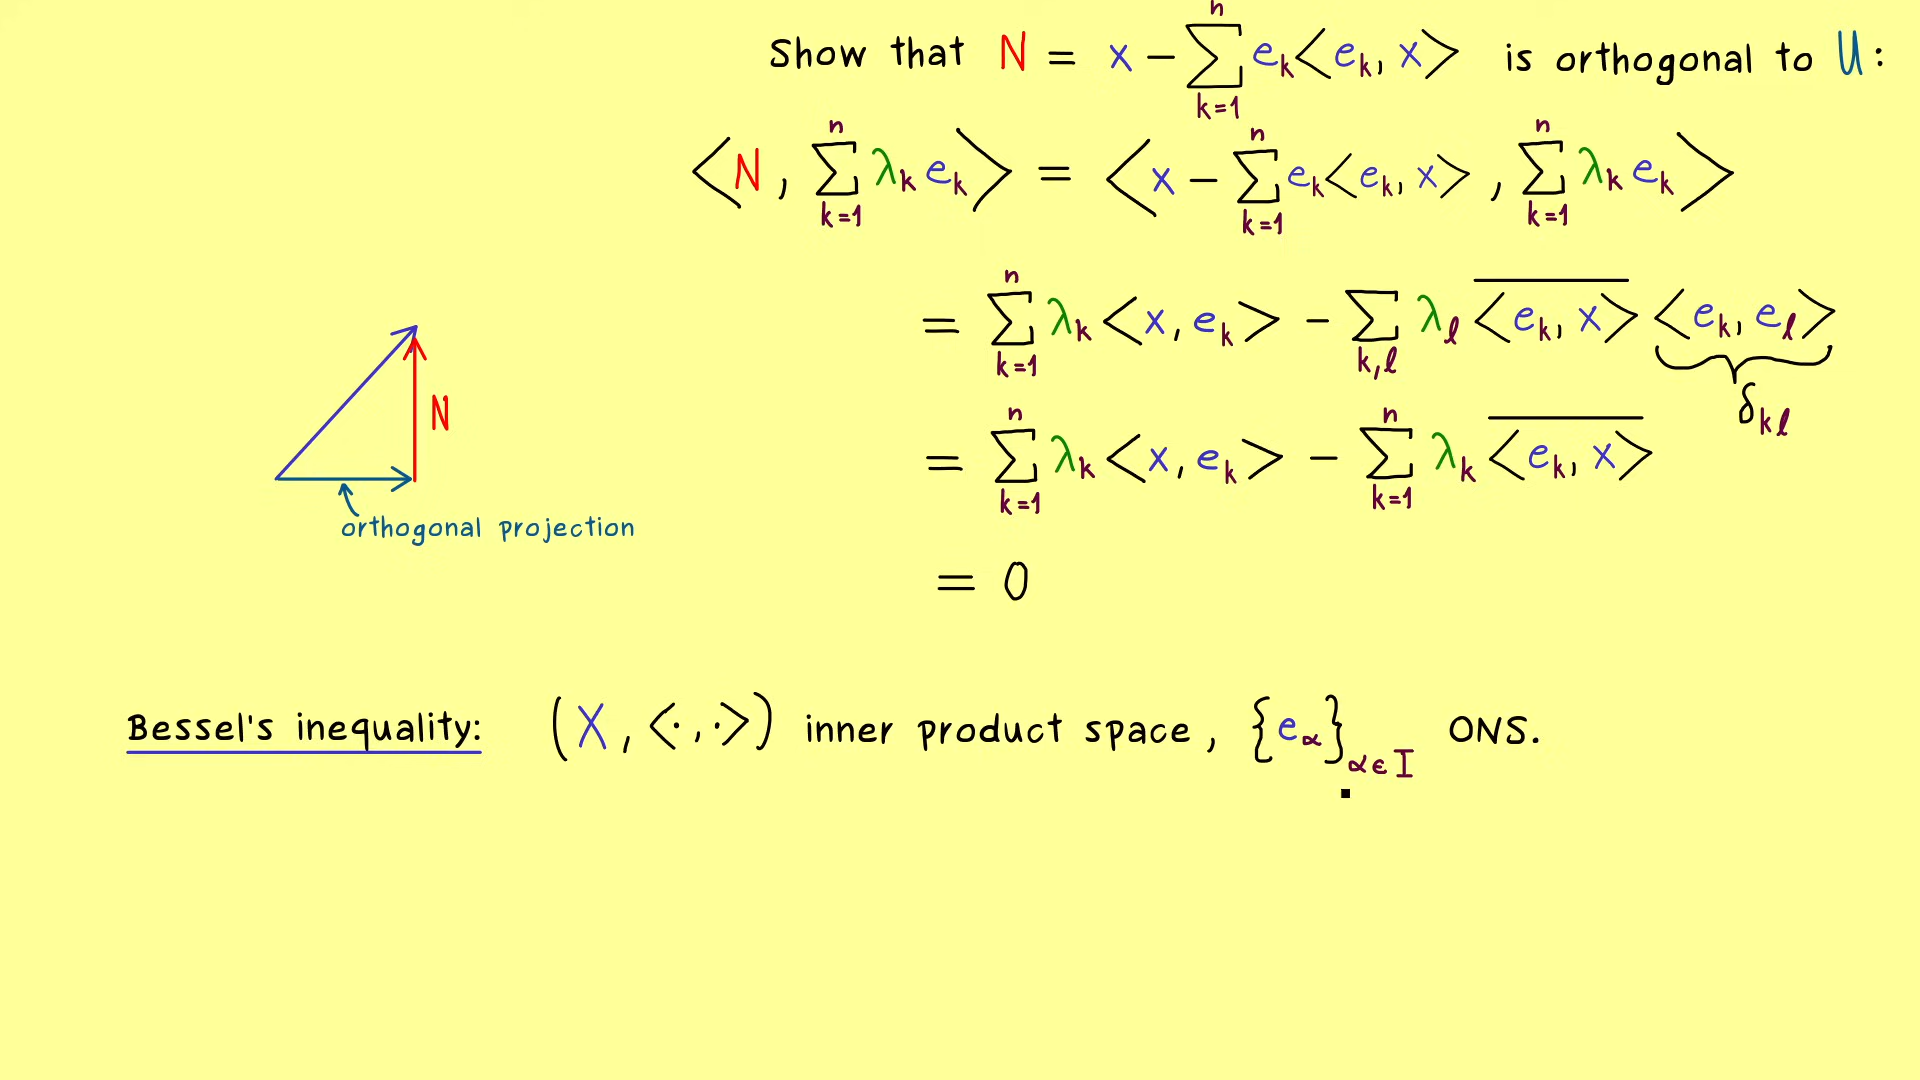 Show that N = x − ∑_{k=1}^{n} e_k <e_k, x> is orthogonal to U:
<N, ∑_{k=1}^{n} λ_k e_k> = <x − ∑_{k=1}^{n} e_k <e_k, x>, ∑_{k=1}^{n} λ_k e_k>
= ∑_{k=1}^{n} λ_k <x, e_k> − ∑_{k,ℓ} λ_ℓ \overline{<e_k, x>} <e_k, e_ℓ>
δ_{kℓ}
N
= ∑_{k=1}^{n} λ_k <x, e_k> − ∑_{k=1}^{n} λ_k \overline{<e_k, x>}
orthogonal projection
= 0
Bessel's inequality: (X, <·,·>) inner product space, {e_α}_{α∈I} ONS.